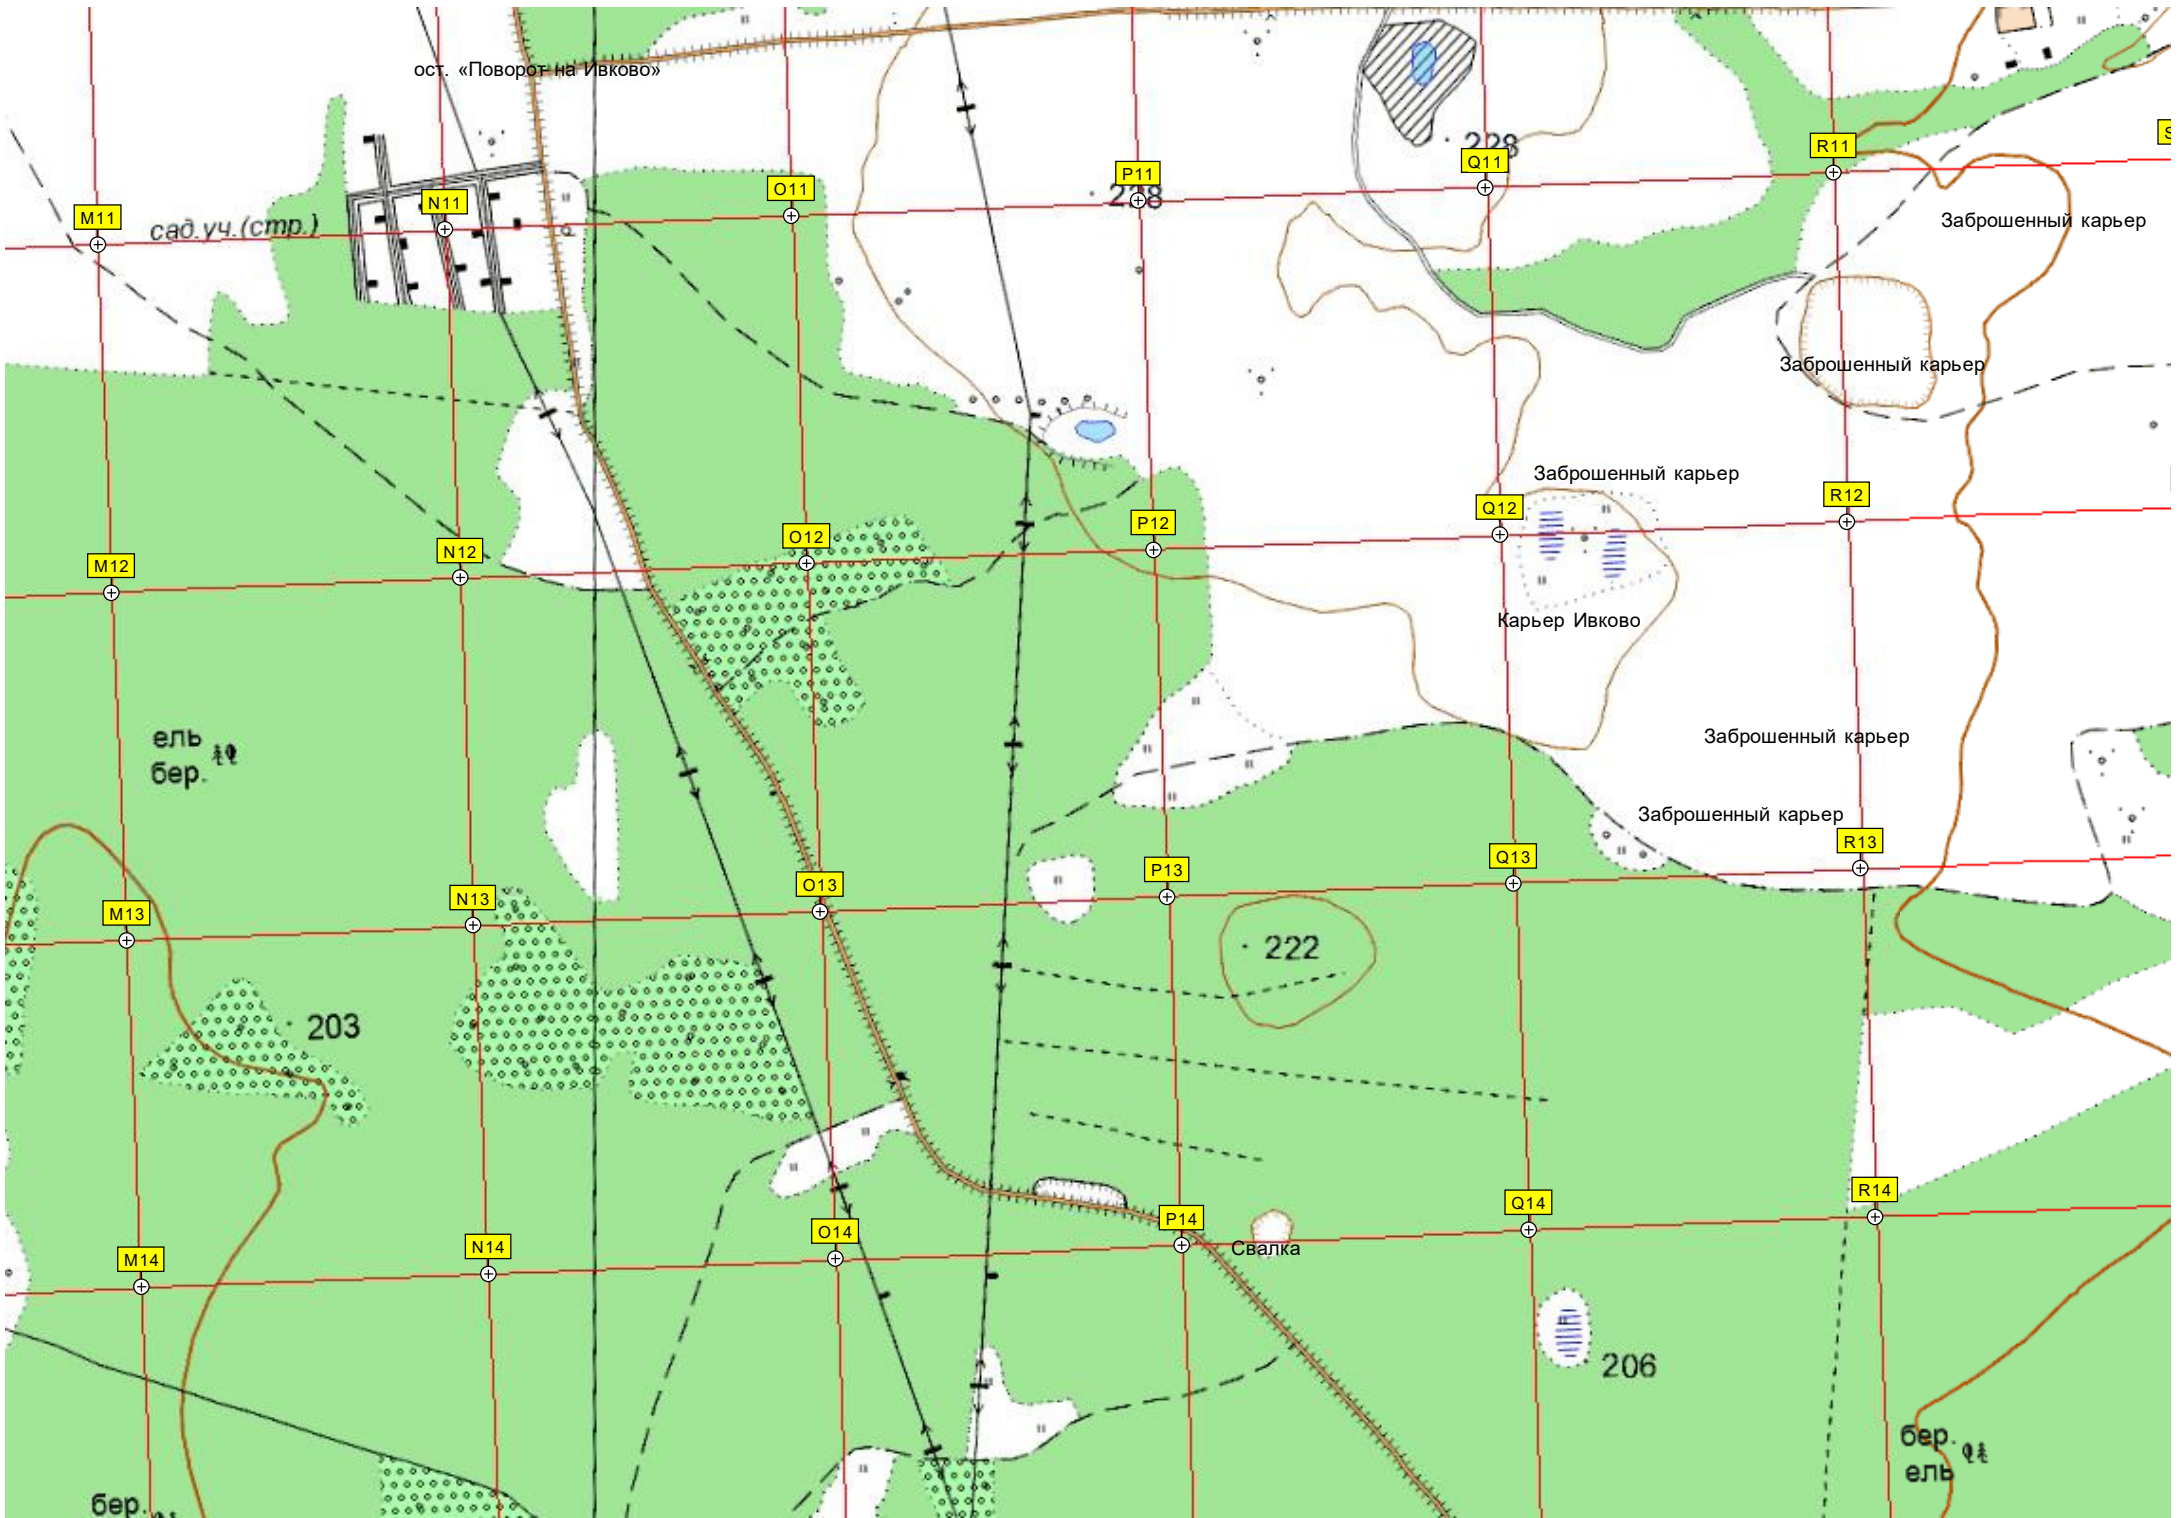 ост. «Поворот на Ивково»
228
R11
Q11
P11
228
O11
N11
M11
сад.уч.(стр.)
Заброшенный карьер
Заброшенный карьер
Заброшенный карьер
R12
Q12
P12
O12
N12
M12
Карьер Ивково
ель
бер.
Заброшенный карьер
Заброшенный карьер
R13
Q13
P13
O13
N13
M13
222
203
R14
Q14
P14
Свалка
O14
N14
M14
206
бер.
ель
бер.